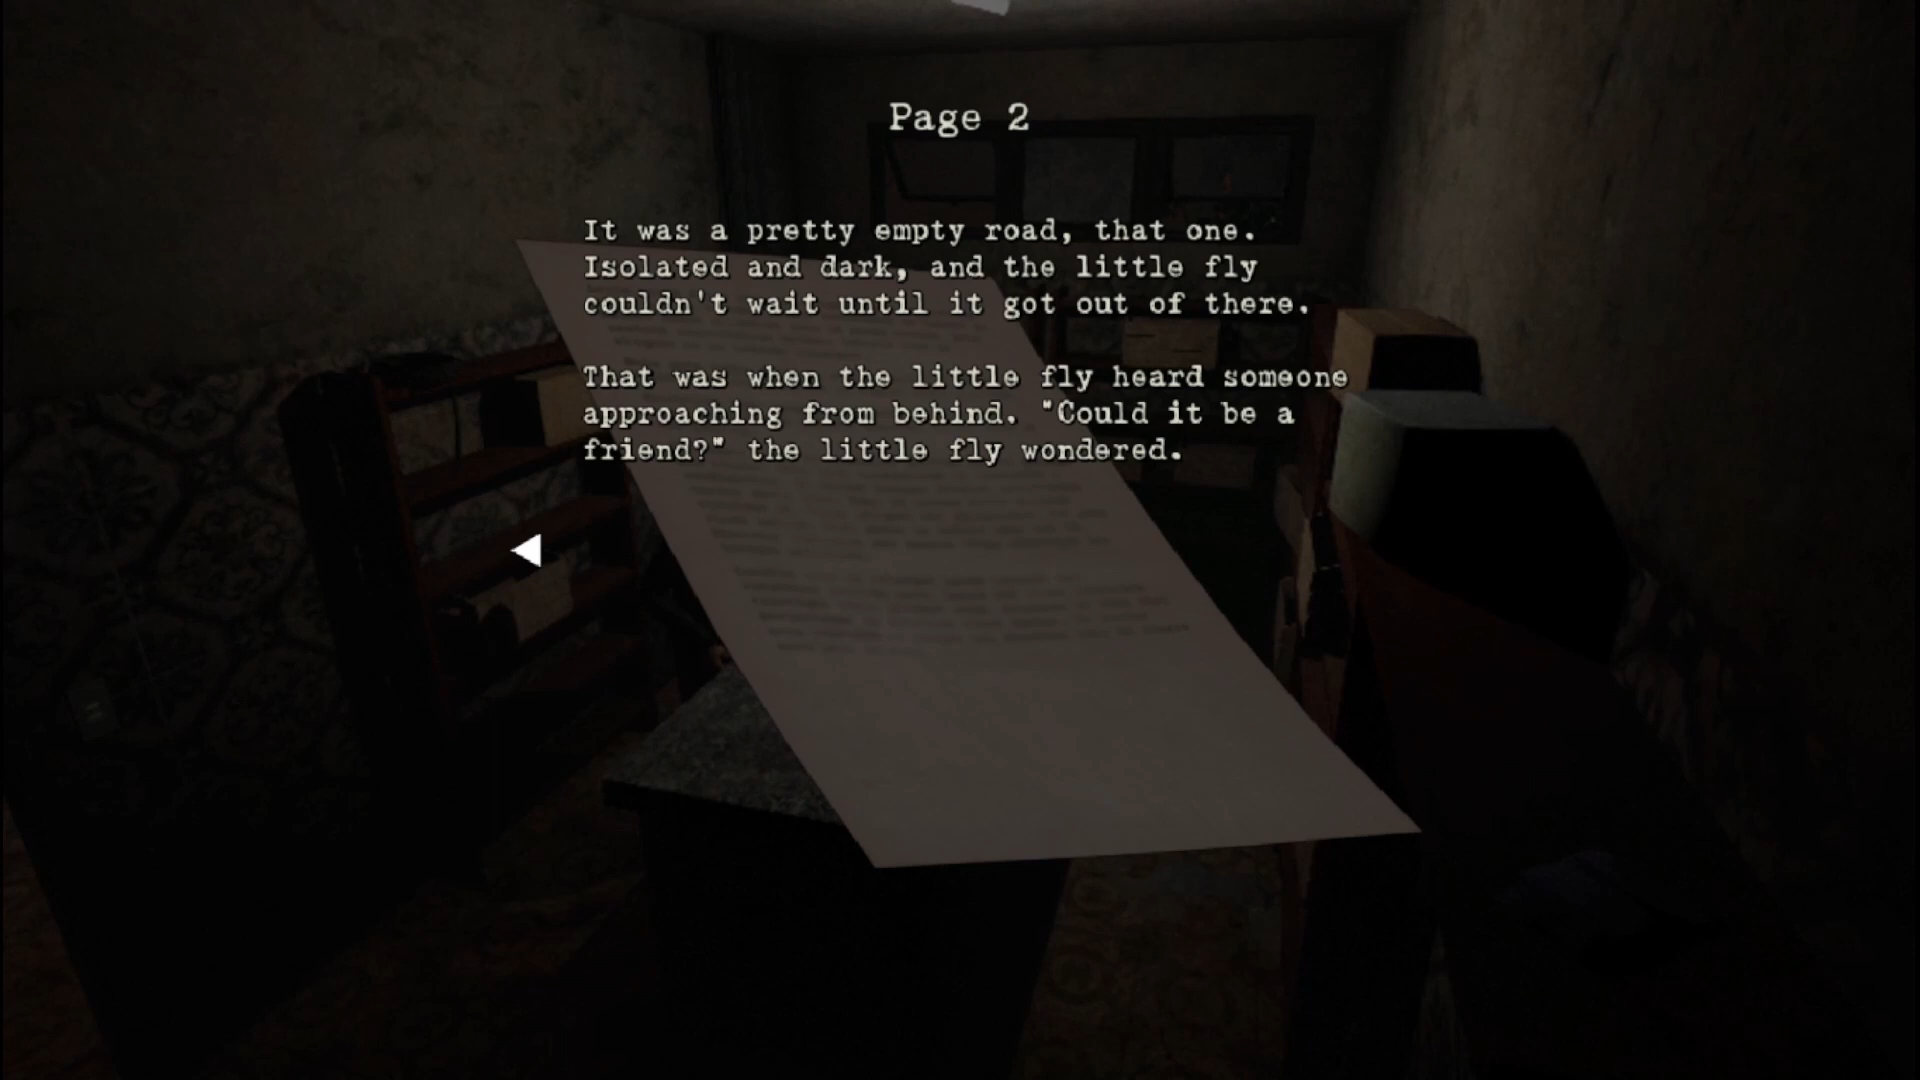 Page 2
It was a pretty empty road, that one.
Isolated and dark, and the little fly
couldn't wait until it got out of there.
That was when the little fly heard someone
approaching from behind. "Could it be a
friend?" the little fly wondered.